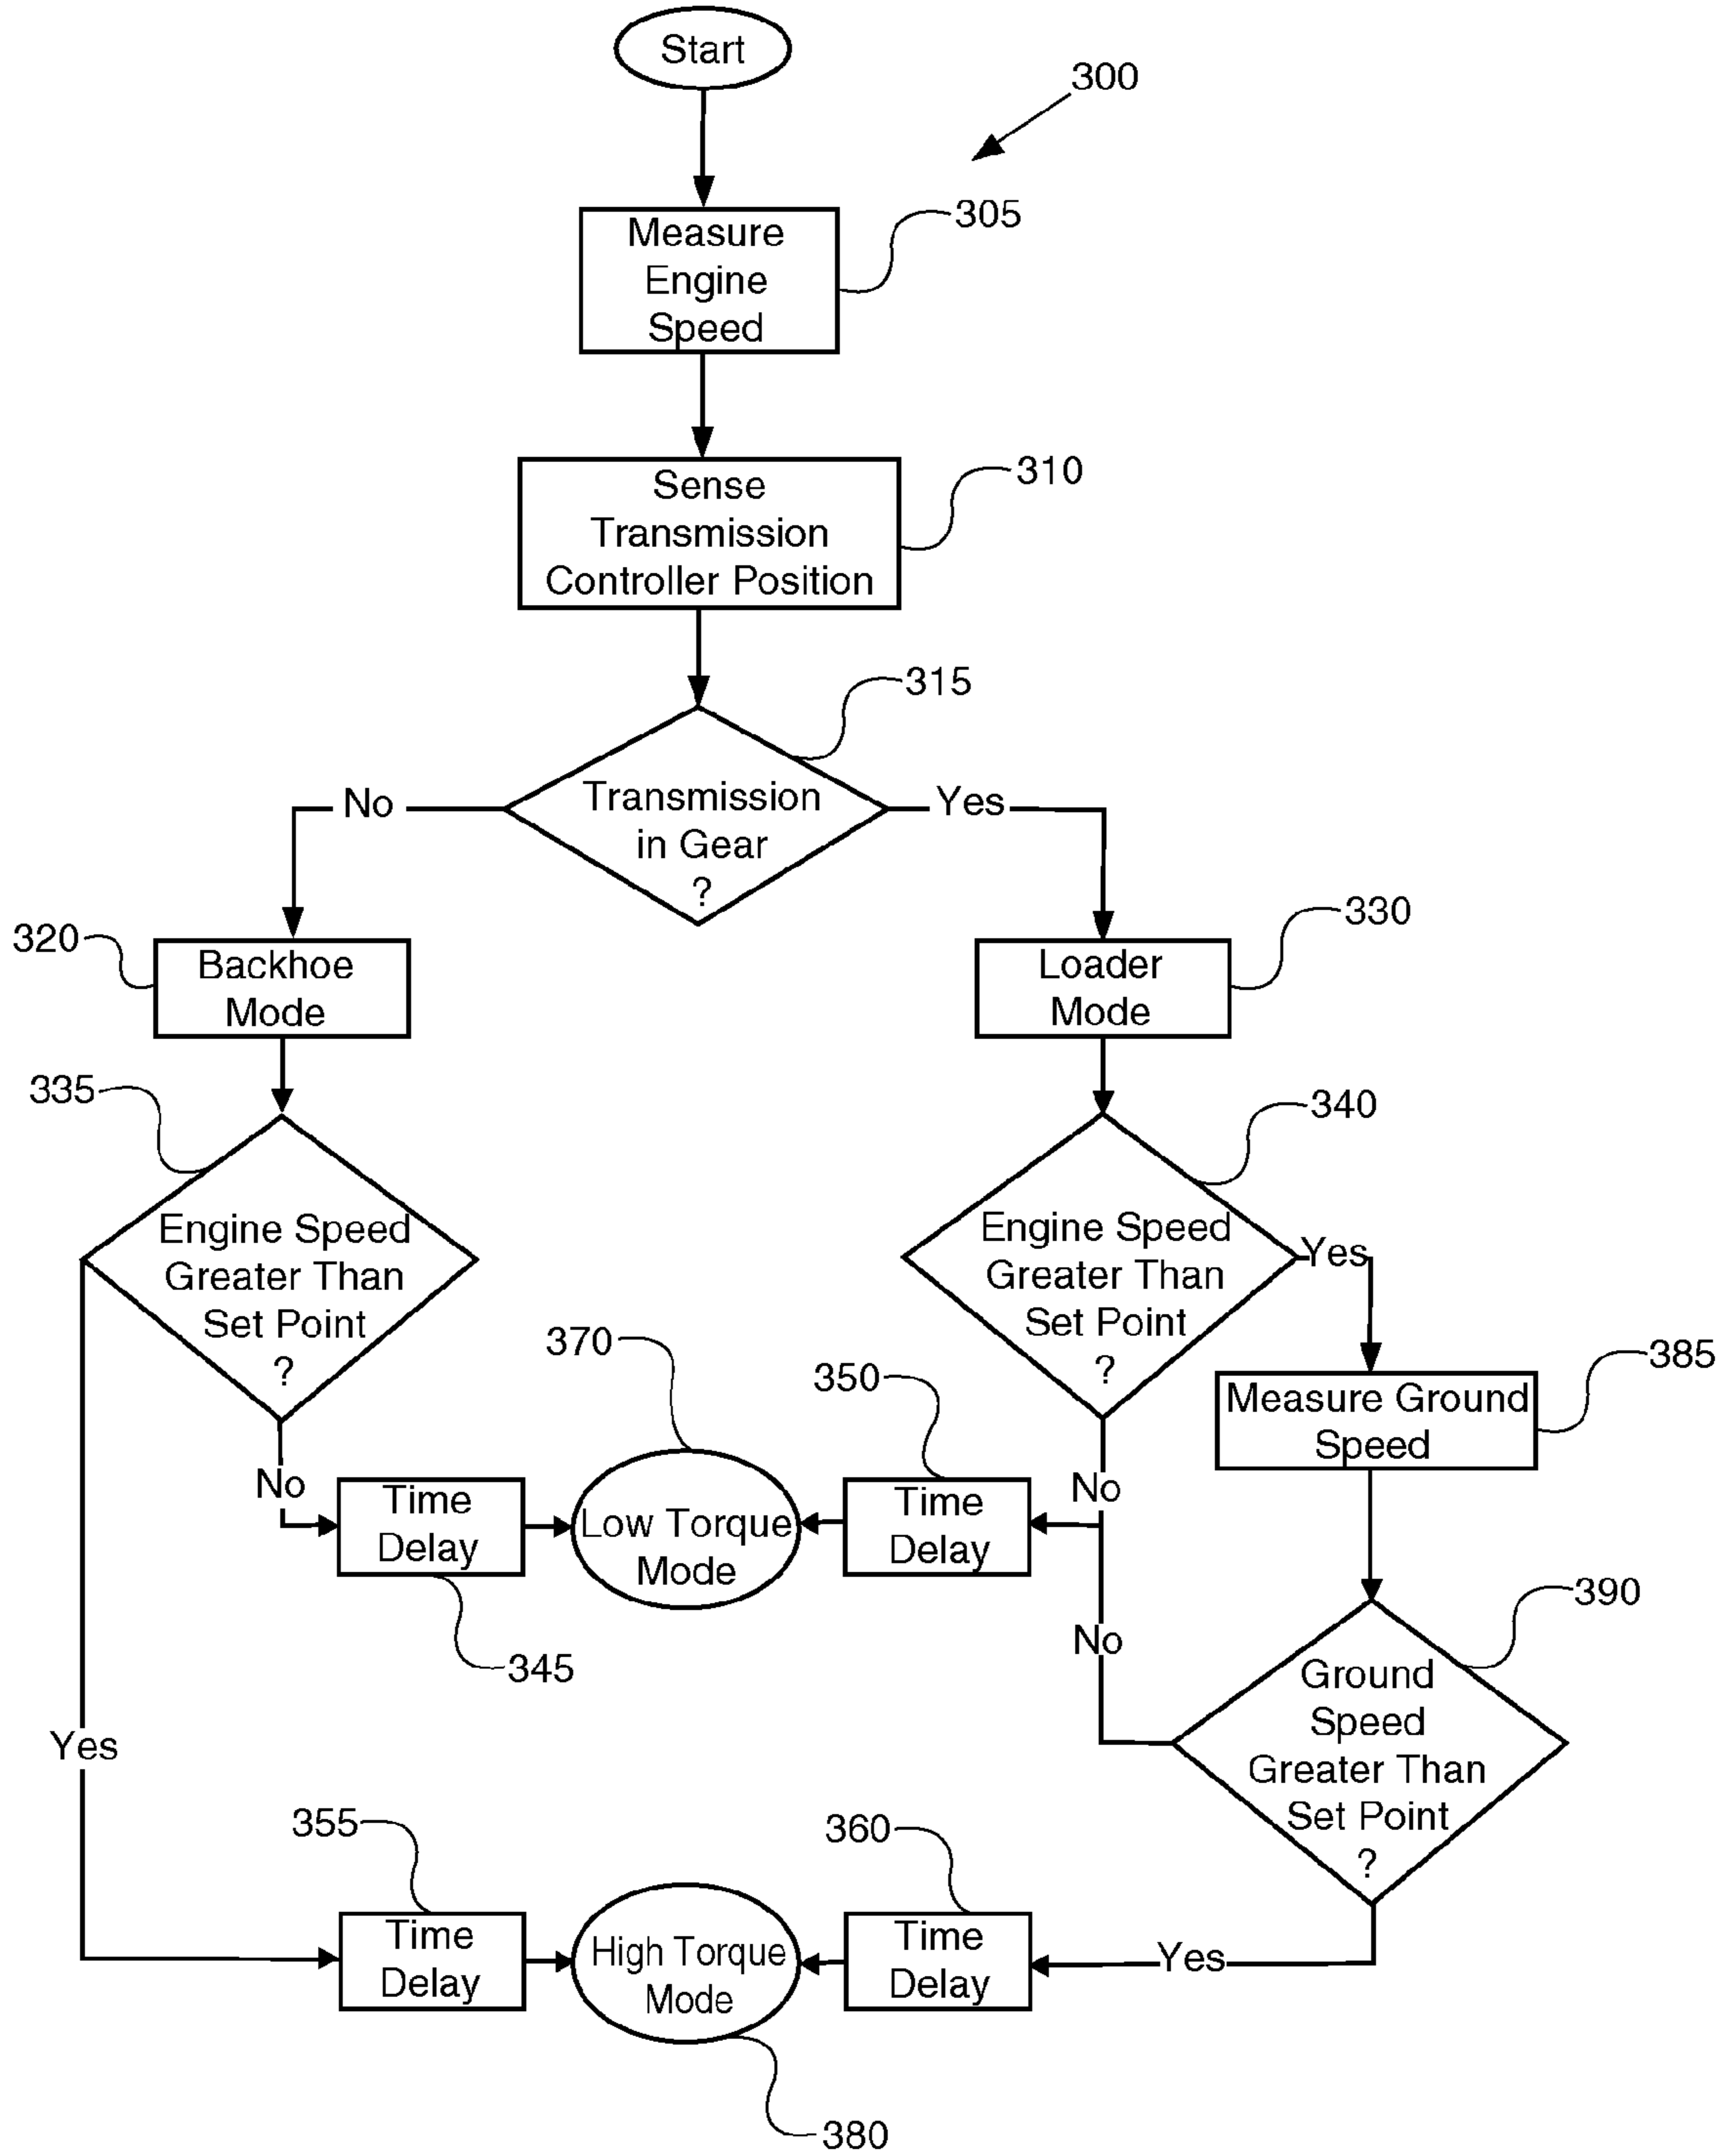 Start
300
Measure
Engine
Speed
305
Sense
Transmission
Controller Position
310
315
Transmission
in Gear
?
No
Yes
320
Backhoe
Mode
Loader
Mode
330
335
Engine Speed
Greater Than
Set Point
?
340
Engine Speed
Greater Than
Set Point
?
Yes
385
Measure Ground
Speed
370
350
No
Time
Delay
Low Torque
Mode
Time
Delay
No
345
No
390
Ground
Speed
Greater Than
Set Point
?
Yes
355
360
Time
Delay
High Torque
Mode
Time
Delay
Yes
380